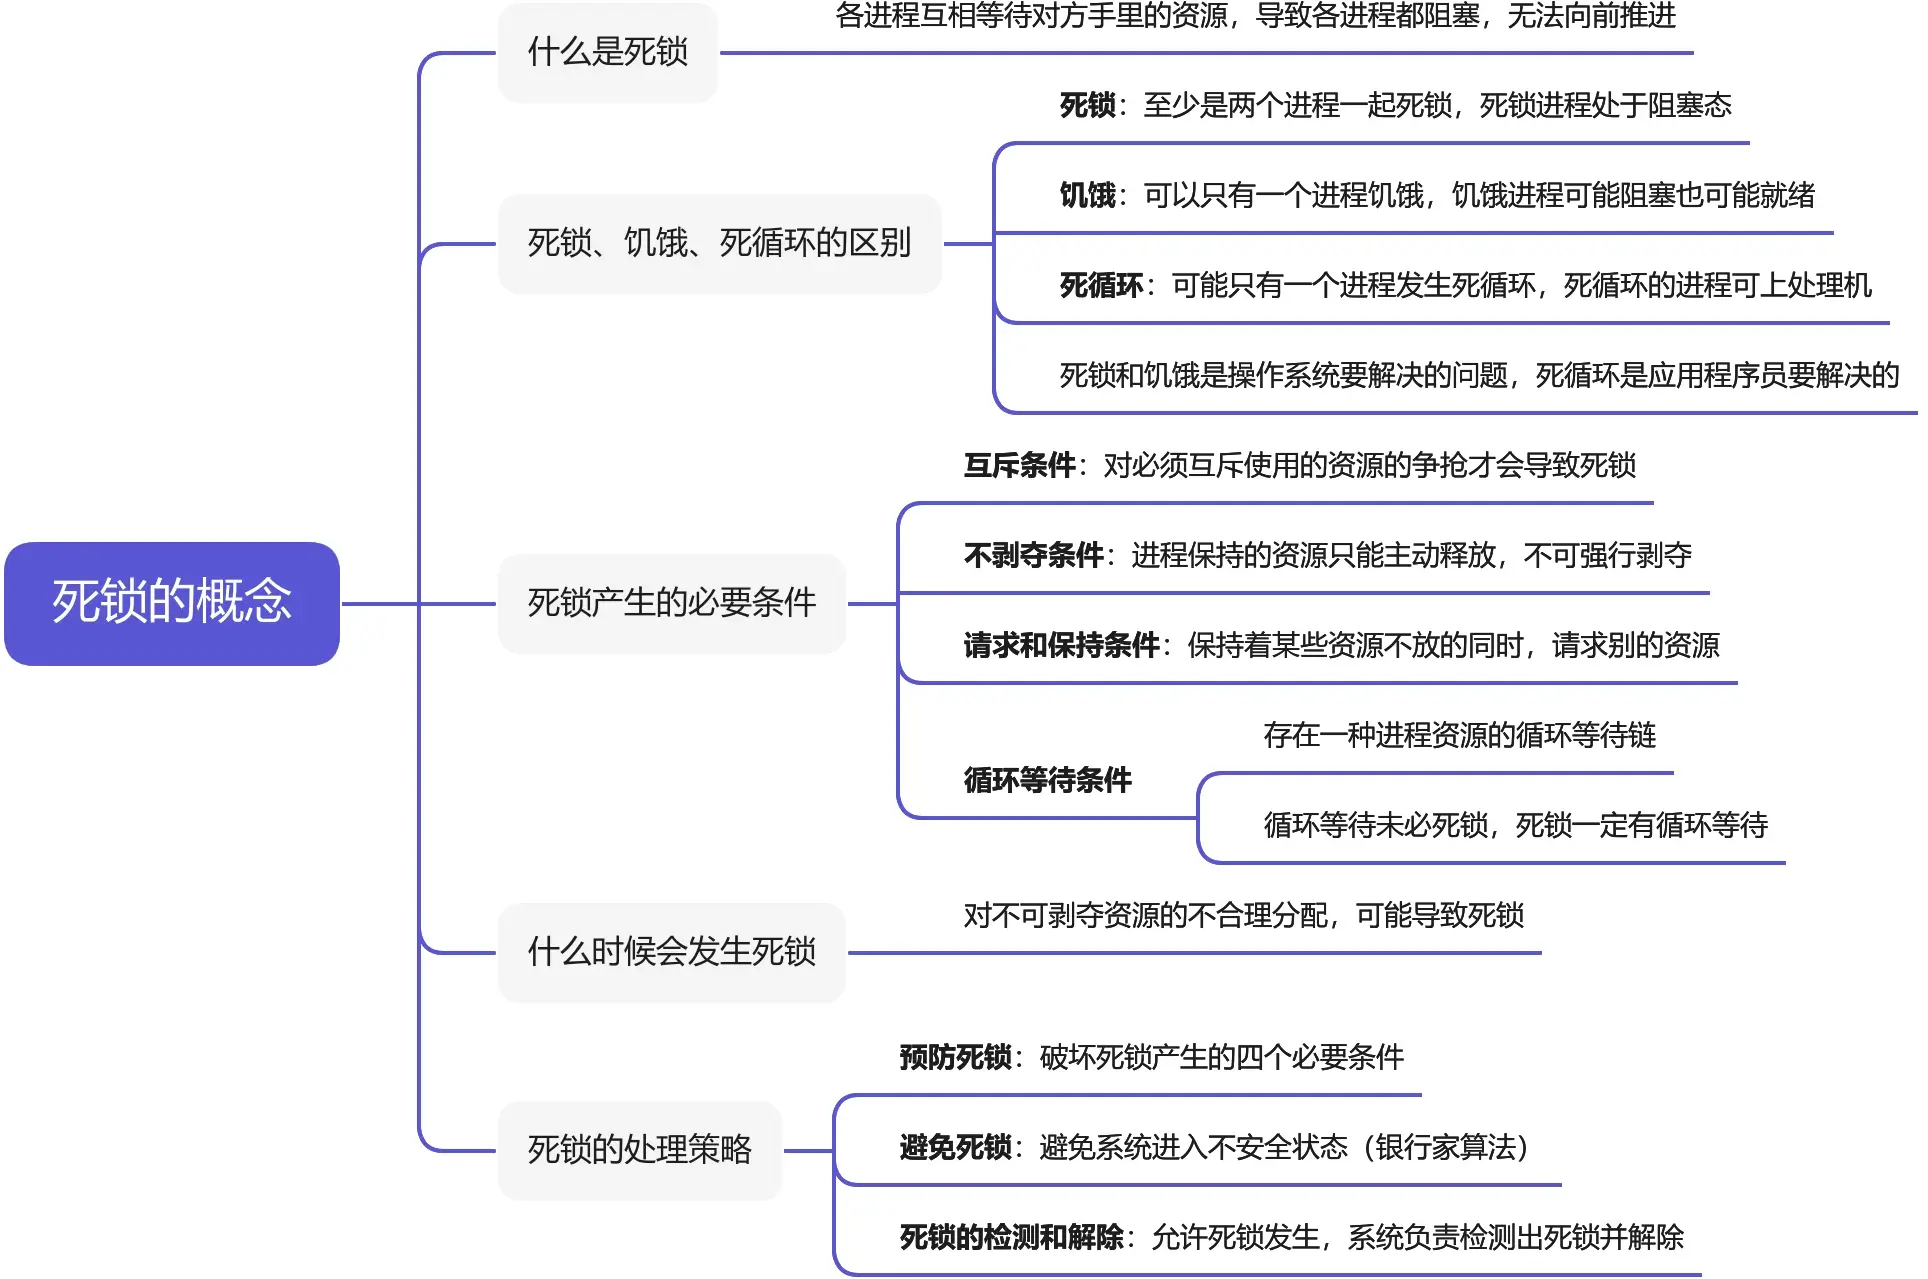 死锁的概念
什么是死锁
各进程互相等待对方手里的资源，导致各进程都阻塞，无法向前推进
死锁、饥饿、死循环的区别
死锁：至少是两个进程一起死锁，死锁进程处于阻塞态
饥饿：可以只有一个进程饥饿，饥饿进程可能阻塞也可能就绪
死循环：可能只有一个进程发生死循环，死循环的进程可上处理机
死锁和饥饿是操作系统要解决的问题，死循环是应用程序员要解决的
死锁产生的必要条件
互斥条件：对必须互斥使用的资源的争抢才会导致死锁
不剥夺条件：进程保持的资源只能主动释放，不可强行剥夺
请求和保持条件：保持着某些资源不放的同时，请求别的资源
循环等待条件
存在一种进程资源的循环等待链
循环等待未必死锁，死锁一定有循环等待
什么时候会发生死锁
对不可剥夺资源的不合理分配，可能导致死锁
死锁的处理策略
预防死锁：破坏死锁产生的四个必要条件
避免死锁：避免系统进入不安全状态（银行家算法）
死锁的检测和解除：允许死锁发生，系统负责检测出死锁并解除